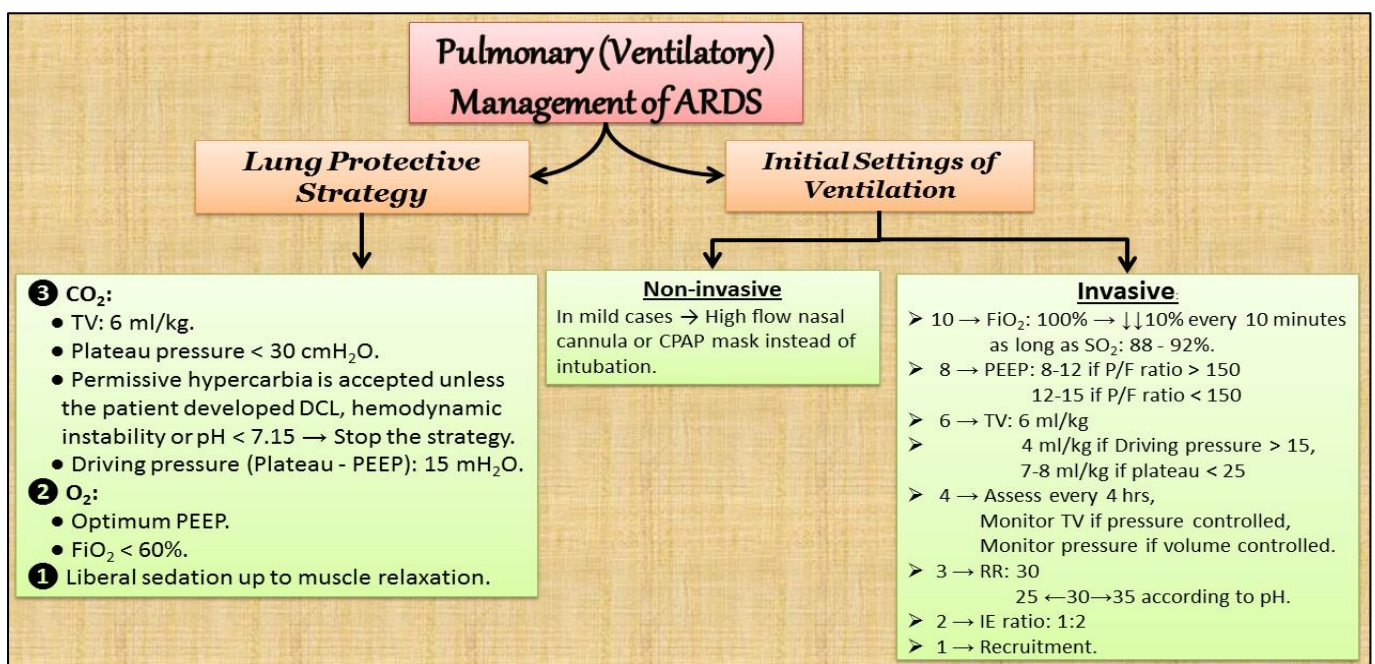 Pulmonary (Ventilatory)
Management of ARDS
Lung Protective
Strategy
❸ CO₂:
● TV: 6 ml/kg.
● Plateau pressure < 30 cmH₂O.
● Permissive hypercarbia is accepted unless
the patient developed DCL, hemodynamic
instability or pH < 7.15 → Stop the strategy.
● Driving pressure (Plateau - PEEP): 15 mH₂O.
❷ O₂:
● Optimum PEEP.
● FiO₂ < 60%.
❶ Liberal sedation up to muscle relaxation.
Initial Settings of
Ventilation
Non-invasive
In mild cases → High flow nasal
cannula or CPAP mask instead of
intubation.
Invasive:
➢ 10 → FiO₂: 100% → ↓↓10% every 10 minutes
as long as SO₂: 88 - 92%.
➢ 8 → PEEP: 8-12 if P/F ratio > 150
12-15 if P/F ratio < 150
➢ 6 → TV: 6 ml/kg
➢ 4 ml/kg if Driving pressure > 15,
7-8 ml/kg if plateau < 25
➢ 4 → Assess every 4 hrs,
Monitor TV if pressure controlled,
Monitor pressure if volume controlled.
➢ 3 → RR: 30
25 ←30→35 according to pH.
➢ 2 → IE ratio: 1:2
➢ 1 → Recruitment.